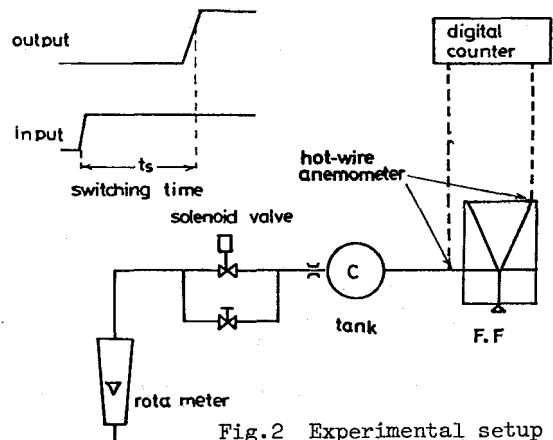 output
input
ts
switching time
digital
counter
hot-wire
anemometer
solenoid valve
C
tank
F.F
rota meter
Fig.2 Experimental setup